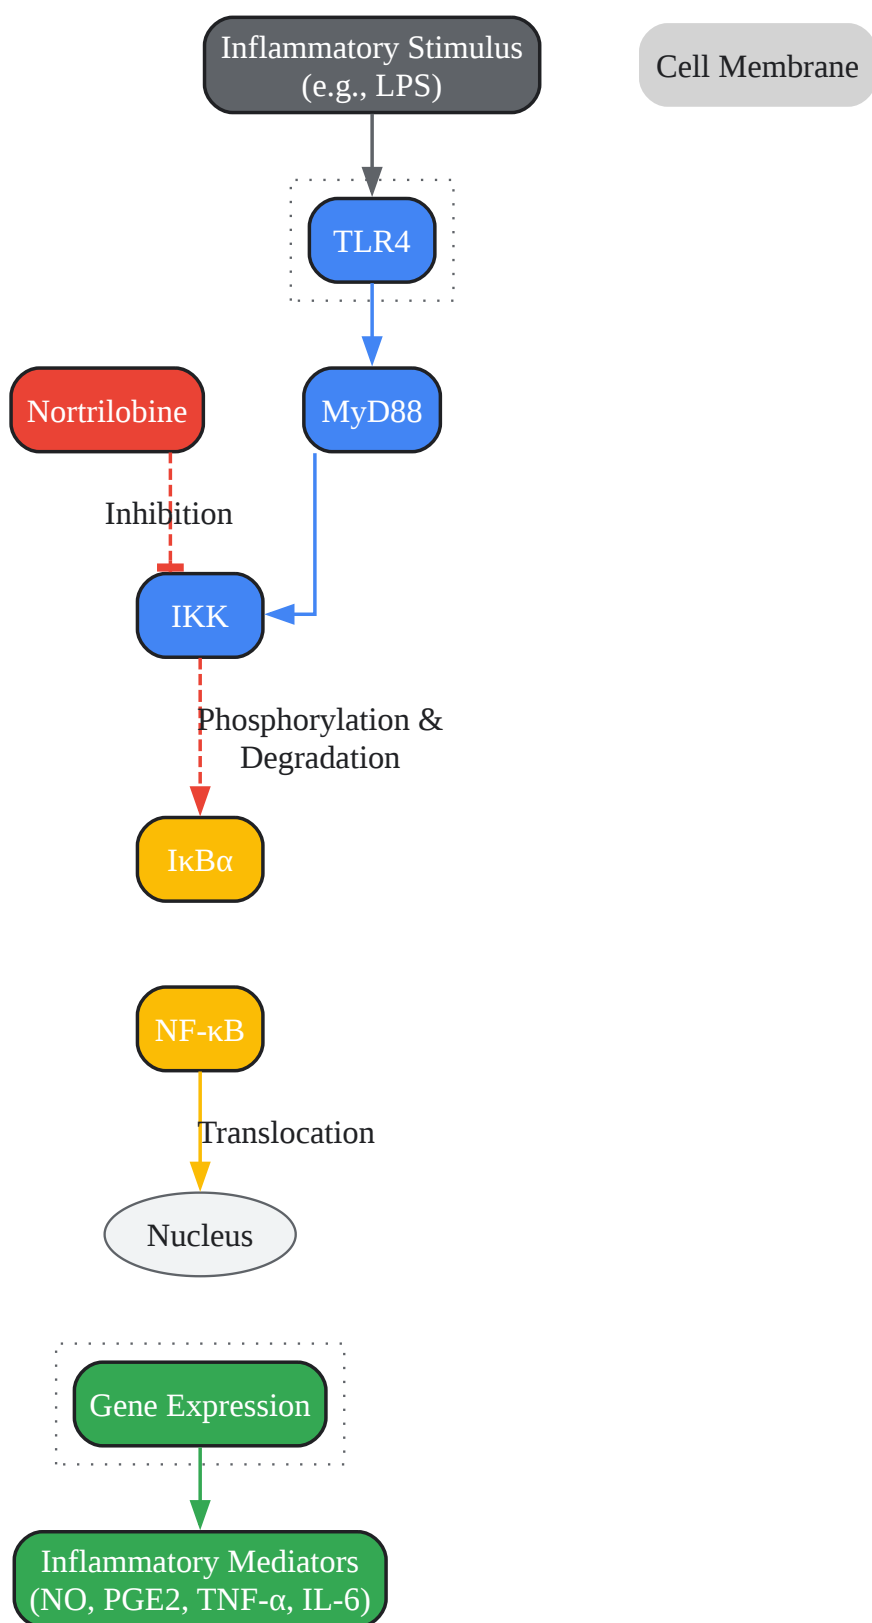 Inflammatory Stimulus
(e.g., LPS)
Cell Membrane
TLR4
Nortrilobine
MyD88
Inhibition
IKK
Phosphorylation &
Degradation
IκBα
NF-κB
Translocation
Nucleus
Gene Expression
Inflammatory Mediators
(NO, PGE2, TNF-α, IL-6)